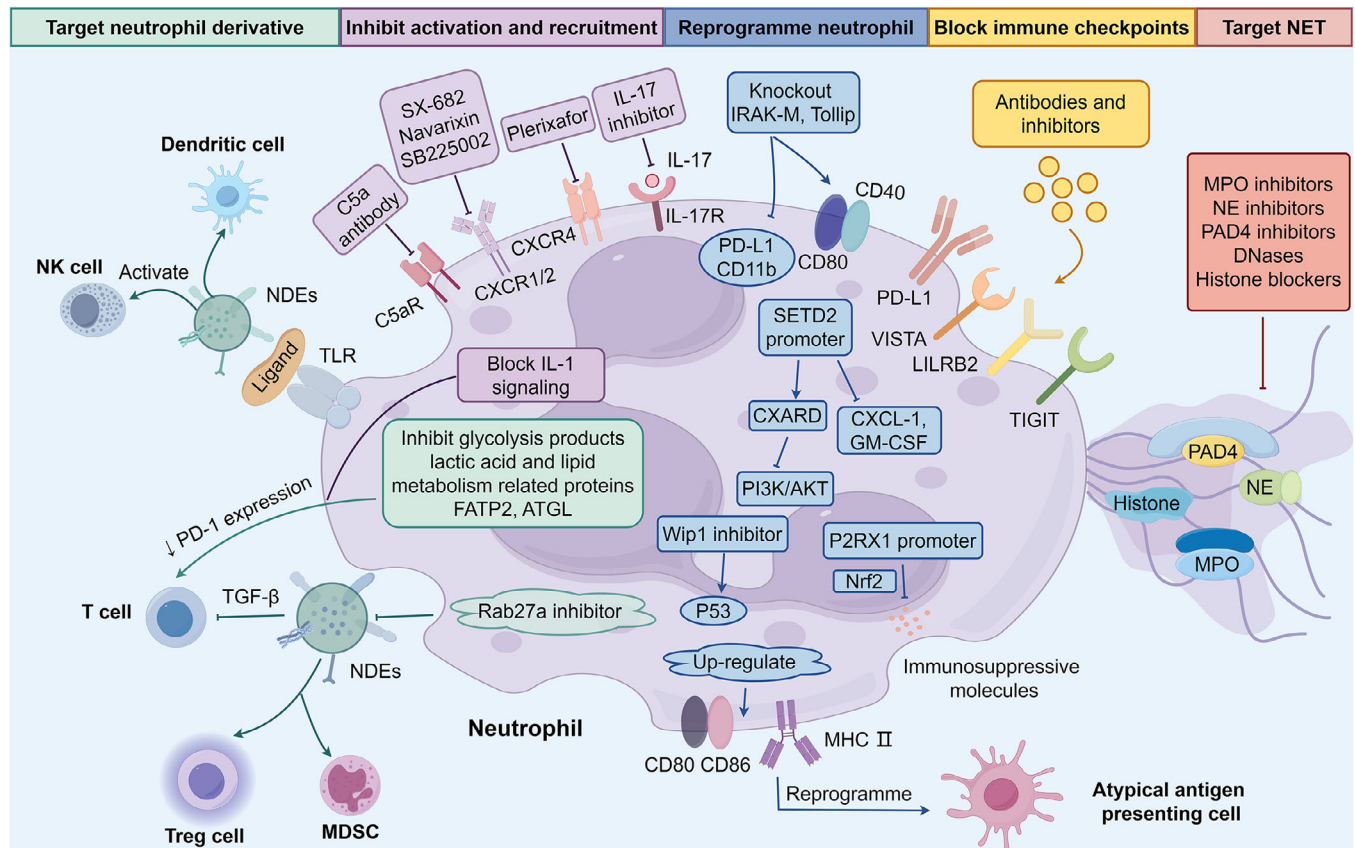 Target neutrophil derivative
Inhibit activation and recruitment
Reprogramme neutrophil
Block immune checkpoints
Target NET
SX-682
Navarixin
SB225002
Plerixafor
IL-17
inhibitor
C5a
antibody
Knockout
IRAK-M, Tollip
Antibodies and
inhibitors
MPO inhibitors
NE inhibitors
PAD4 inhibitors
DNases
Histone blockers
Dendritic cell
NK cell
Activate
NDEs
Ligand
TLR
C5aR
CXCR1/2
CXCR4
IL-17
IL-17R
PD-L1
CD11b
CD40
CD80
PD-L1
VISTA
LILRB2
TIGIT
SETD2
promoter
CXARD
CXCL-1,
GM-CSF
PI3K/AKT
Block IL-1
signaling
Inhibit glycolysis products
lactic acid and lipid
metabolism related proteins
FATP2, ATGL
↓ PD-1 expression
PAD4
NE
Histone
MPO
Wip1 inhibitor
P53
P2RX1 promoter
Nrf2
T cell
TGF-β
NDEs
Rab27a inhibitor
Up-regulate
Immunosuppressive
molecules
Neutrophil
CD80 CD86
MHC II
Reprogramme
Atypical antigen
presenting cell
Treg cell
MDSC